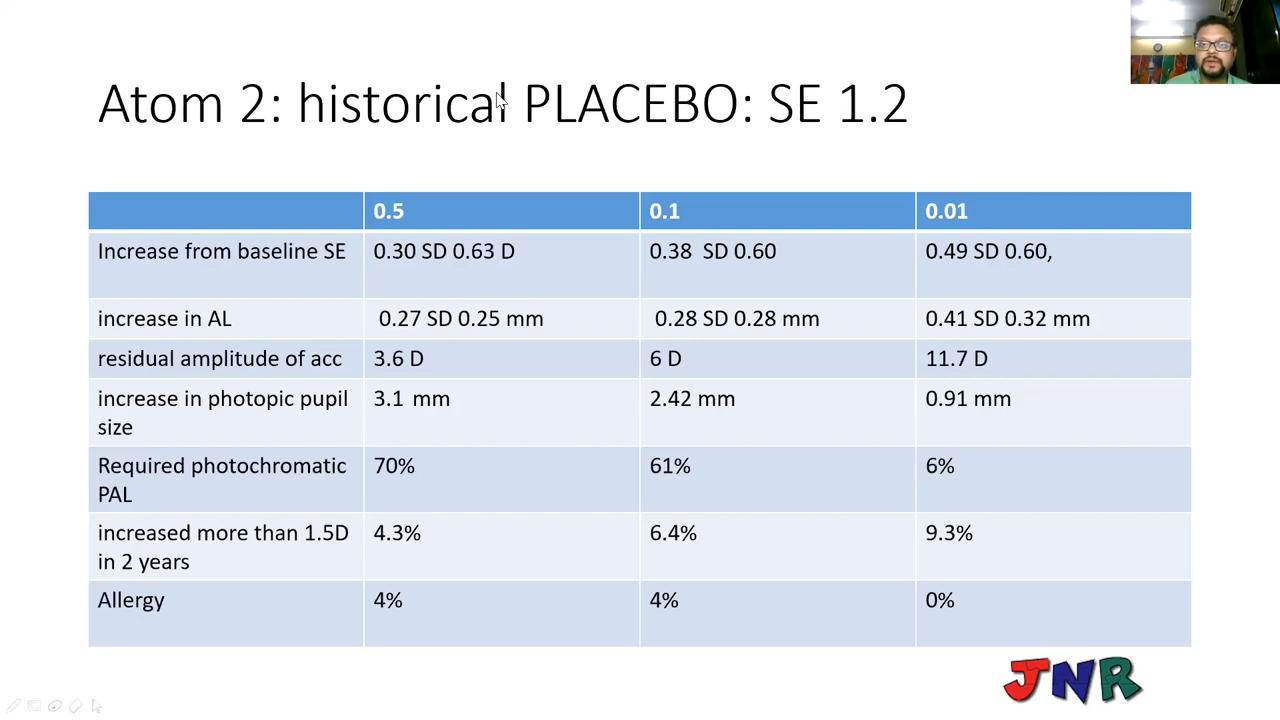 Atom 2: historical PLACEBO: SE 1.2
0.5 0.1 0.01
Increase from baseline SE 0.30 SD 0.63 D 0.38 SD 0.60 0.49 SD 0.60,
increase in AL 0.27 SD 0.25 mm 0.28 SD 0.28 mm 0.41 SD 0.32 mm
residual amplitude of acc 3.6 D 6 D 11.7 D
increase in photopic pupil 3.1 mm 2.42 mm 0.91 mm
size
Required photochromatic 70% 61% 6%
PAL
increased more than 1.5D 4.3% 6.4% 9.3%
in 2 years
Allergy 4% 4% 0%
JNR